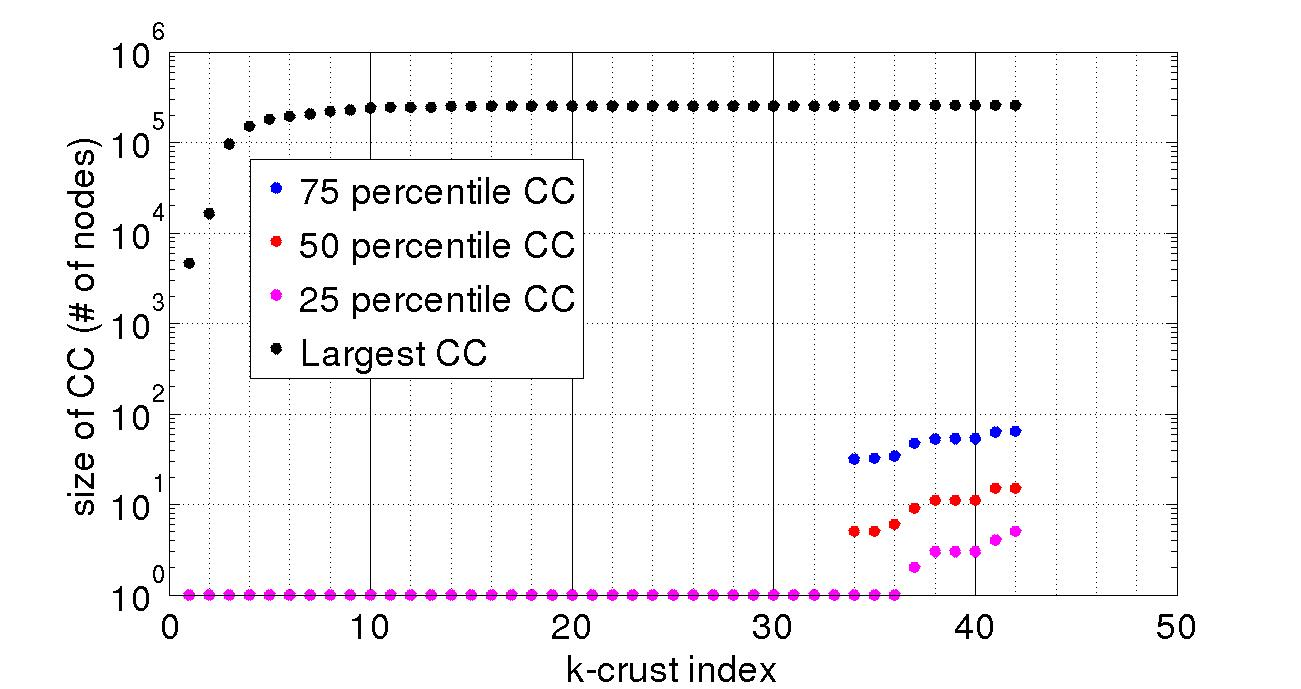 10^6
10^5
10^4
10^3
10^2
10^1
10^0
size of CC (# of nodes)
75 percentile CC
50 percentile CC
25 percentile CC
Largest CC
0 10 20 30 40 50
k-crust index